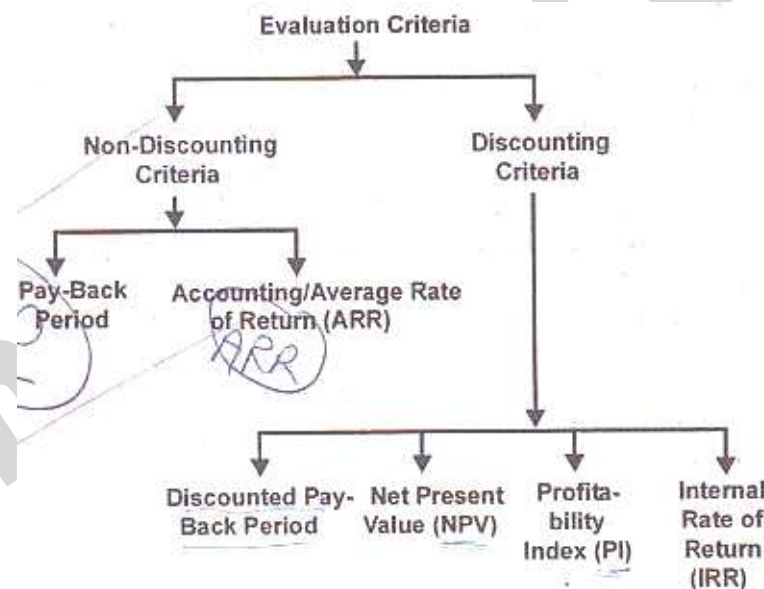 Evaluation Criteria
Non-Discounting
Criteria
Discounting
Criteria
Pay-Back
Period
Accounting/Average Rate
of Return (ARR)
ARR
Discounted Pay-
Back Period
Net Present
Value (NPV)
Profita-
bility
Index (PI)
Internal
Rate of
Return
(IRR)